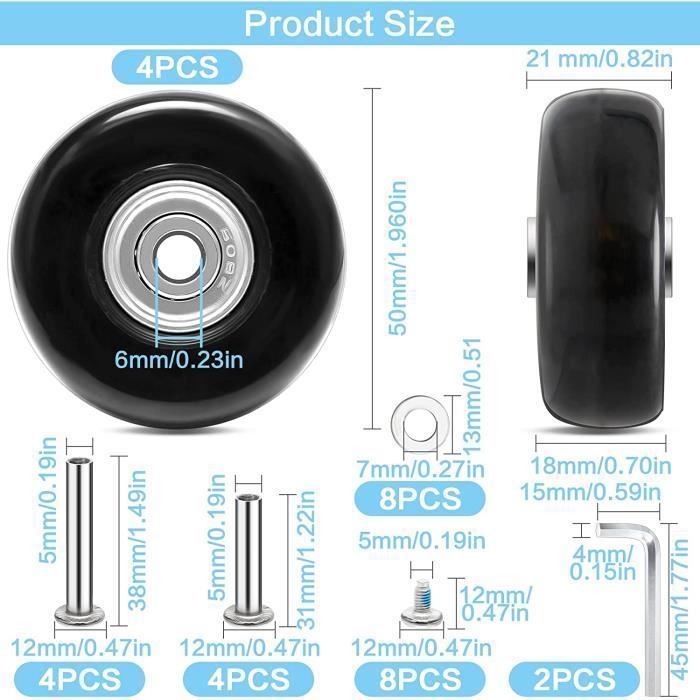 Product Size
4PCS
21 mm/0.82in
508Z
6mm/0.23in
50mm/1.960in
13mm/0.51
7mm/0.27in
8PCS
18mm/0.70in
15mm/0.59in
5mm/0.19in
38mm/1.49in
12mm/0.47in
4PCS
5mm/0.19in
31mm/1.22in
12mm/0.47in
4PCS
5mm/0.19in
12mm/
0.47in
12mm/0.47in
8PCS
4mm/
0.15in
45mm/1.77in
2PCS